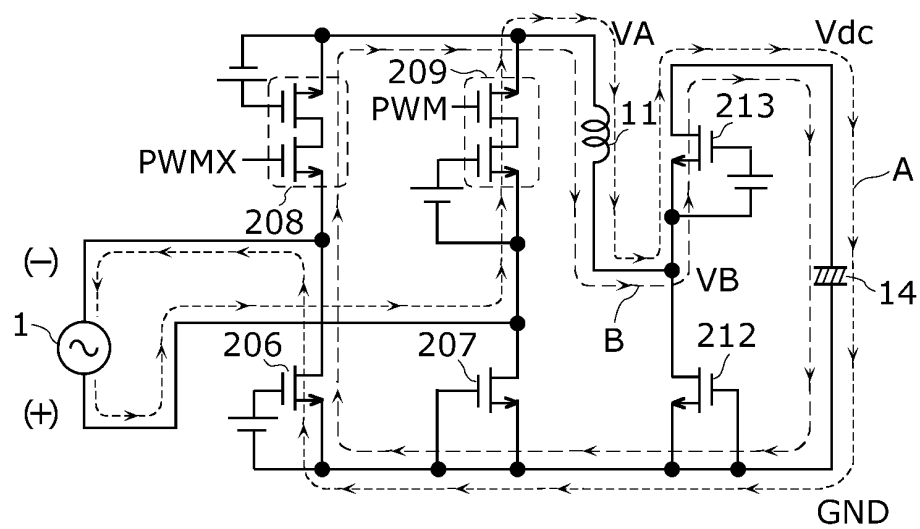 VA
Vdc
209
PWM
11
213
PWMX
A
208
(−)
VB
14
1
B
206
207
212
(+)
GND